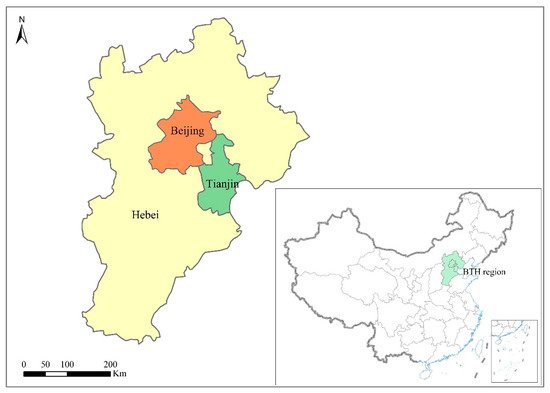 N
Beijing
Tianjin
Hebei
BTH region
0 50 100 200
Km